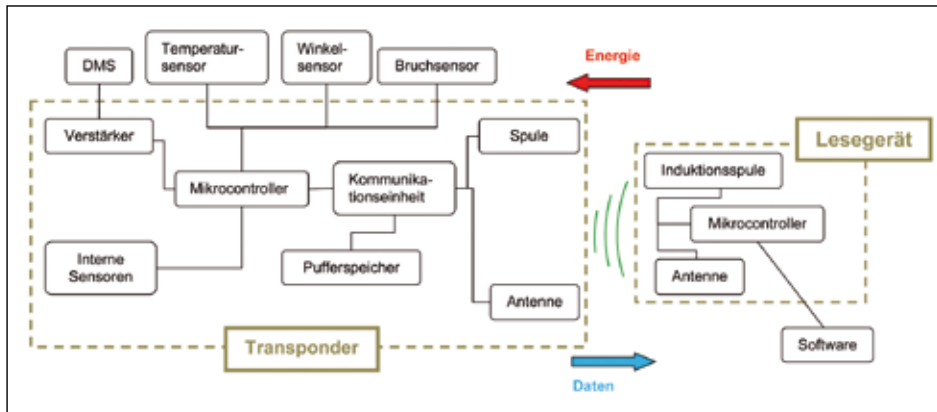 DMS
Temperatur-
sensor
Winkel-
sensor
Bruchsensor
Energie
Verstärker
Spule
Lesegerät
Induktionsspule
Mikrocontroller
Kommunika-
tionseinheit
Mikrocontroller
Interne
Sensoren
Pufferspeicher
Antenne
Antenne
Transponder
Software
Daten